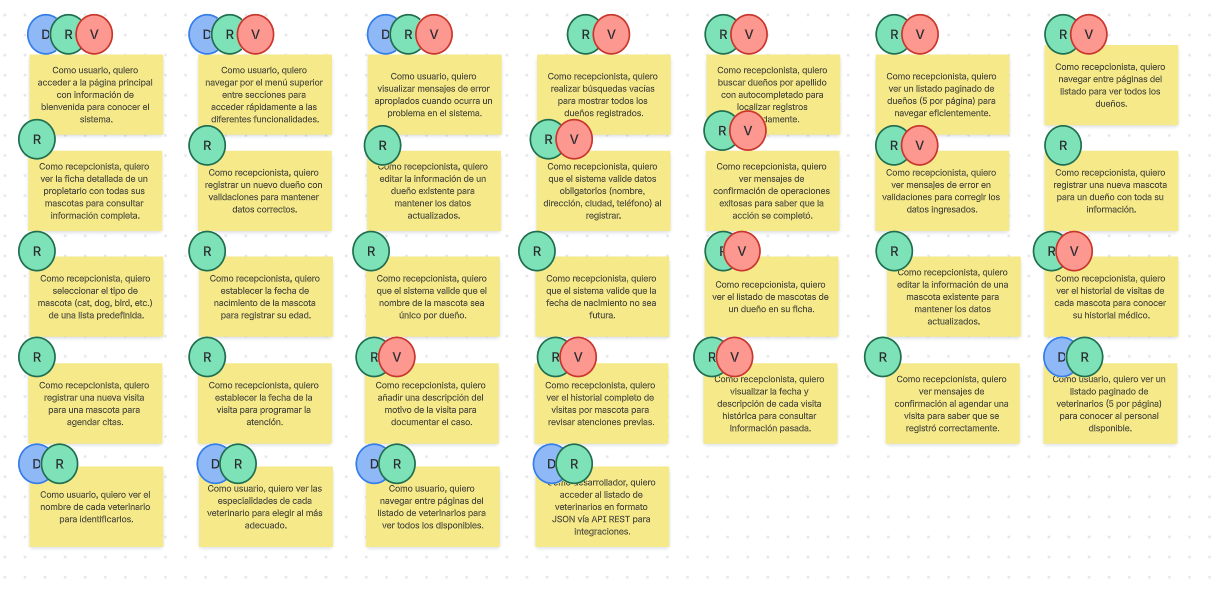 D R V
Como usuario, quiero
acceder a la página principal
con información de
bienvenida para conocer el
sistema.
D R V
Como usuario, quiero
navegar por el menú superior
entre secciones para
acceder rápidamente a las
diferentes funcionalidades.
D R V
Como usuario, quiero
visualizar mensajes de error
apropiados cuando ocurra un
problema en el sistema.
R V
Como recepcionista, quiero
realizar búsquedas vacías
para mostrar todos los
dueños registrados.
R V
Como recepcionista, quiero
buscar dueños por apellido
con autocompletado para
localizar registros
R V
Como recepcionista, quiero
ver un listado paginado de
dueños (5 por página) para
navegar eficientemente.
R V
Como recepcionista, quiero
navegar entre páginas del
listado para ver todos los
dueños.
R
Como recepcionista, quiero
ver la ficha detallada de un
propietario con todas sus
mascotas para consultar
información completa.
R
Como recepcionista, quiero
registrar un nuevo dueño con
validaciones para mantener
datos correctos.
R
Como recepcionista, quiero
editar la información de un
dueño existente para
mantener los datos
actualizados.
R V
Como recepcionista, quiero
que el sistema valide datos
obligatorios (nombre,
dirección, ciudad, teléfono) al
registrar.
R V
Como recepcionista, quiero
ver mensajes de
confirmación de operaciones
exitosas para saber que la
acción se completó.
R V
Como recepcionista, quiero
ver mensajes de error en
validaciones para corregir los
datos ingresados.
R
Como recepcionista, quiero
registrar una nueva mascota
para un dueño con toda su
información.
R
Como recepcionista, quiero
seleccionar el tipo de
mascota (cat, dog, bird, etc.)
de una lista predefinida.
R
Como recepcionista, quiero
establecer la fecha de
nacimiento de la mascota
para registrar su edad.
R
Como recepcionista, quiero
que el sistema valide que el
nombre de la mascota sea
único por dueño.
R
Como recepcionista, quiero
que el sistema valide que la
fecha de nacimiento no sea
futura.
R V
Como recepcionista, quiero
ver el listado de mascotas de
un dueño en su ficha.
R
Como recepcionista, quiero
editar la información de una
mascota existente para
mantener los datos
actualizados.
R V
Como recepcionista, quiero
ver el historial de visitas de
cada mascota para conocer
su historial médico.
R
Como recepcionista, quiero
registrar una nueva visita
para una mascota para
agendar citas.
R
Como recepcionista, quiero
establecer la fecha de la
visita para programar la
atención.
R V
Como recepcionista, quiero
añadir una descripción del
motivo de la visita para
documentar el caso.
R V
Como recepcionista, quiero
ver el historial completo de
visitas por mascota para
revisar atenciones previas.
R V
Como recepcionista, quiero
visualizar la fecha y
descripción de cada visita
histórica para consultar
información pasada.
R
Como recepcionista, quiero
ver mensajes de
confirmación al agendar una
visita para saber que se
registró correctamente.
D R
Como usuario, quiero ver un
listado paginado de
veterinarios (5 por página)
para conocer al personal
disponible.
D R
Como usuario, quiero ver el
nombre de cada veterinario
para identificarlos.
D R
Como usuario, quiero ver las
especialidades de cada
veterinario para elegir al más
adecuado.
D R
Como usuario, quiero
navegar entre páginas del
listado de veterinarios para
ver todos los disponibles.
D R
desarrollador, quiero
acceder al listado de
veterinarios en formato
JSON vía API REST para
integraciones.